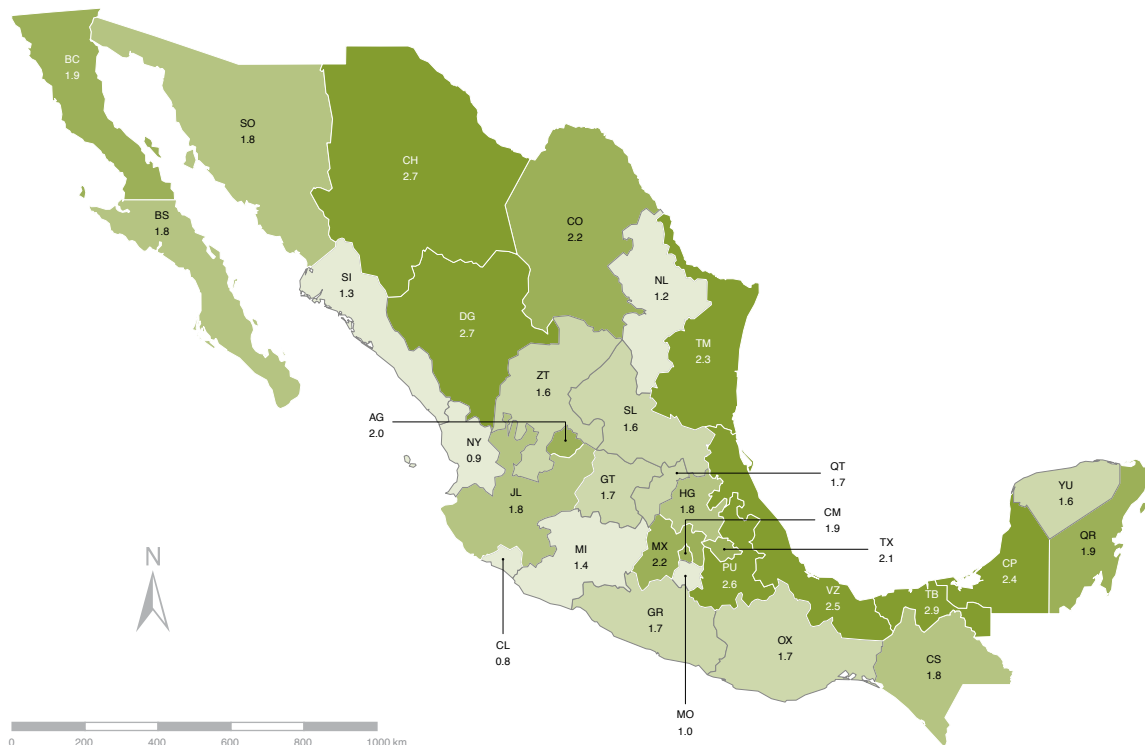 BC
1.9
SO
1.8
CH
2.7
BS
1.8
CO
2.2
SI
1.3
NL
1.2
DG
2.7
TM
2.3
ZT
1.6
SL
1.6
AG
2.0
NY
0.9
QT
1.7
GT
1.7
JL
1.8
HG
1.8
YU
1.6
CM
1.9
QR
1.9
TX
2.1
MX
2.2
MI
1.4
PU
2.6
CP
2.4
VZ
2.5
TB
2.9
N
GR
1.7
OX
1.7
CL
0.8
CS
1.8
MO
1.0
0 200 400 600 800 1000 km